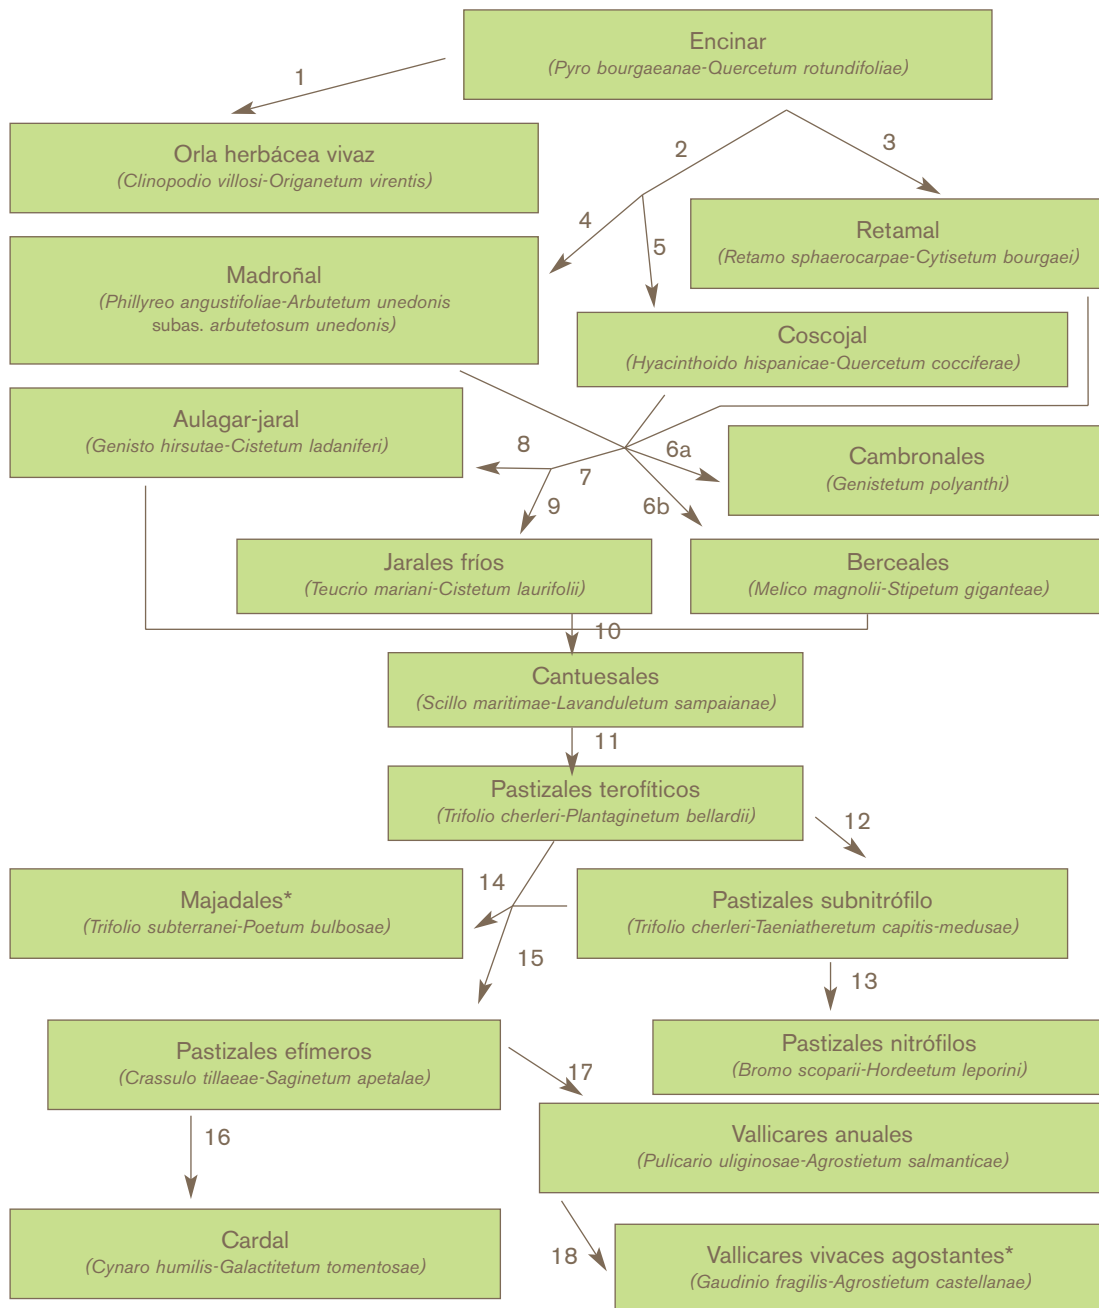 Encinar
(Pyro bourgaeanae-Quercetum rotundifoliae)
1
Orla herbácea vivaz
(Clinopodio villosi-Origanetum virentis)
2
3
4
5
Retamal
(Retamo sphaerocarpae-Cytisetum bourgaei)
Madroñal
(Phillyreo angustifoliae-Arbutetum unedonis
subas. arbutetosum unedonis)
Coscojal
(Hyacinthoido hispanicae-Quercetum cocciferae)
Aulagar-jaral
(Genisto hirsutae-Cistetum ladaniferi)
8
7
6a
9
6b
Cambronales
(Genistetum polyanthi)
Jarales fríos
(Teucrio mariani-Cistetum laurifolii)
Berceales
(Melico magnolii-Stipetum giganteae)
10
Cantuesales
(Scillo maritimae-Lavanduletum sampaianae)
11
Pastizales terofíticos
(Trifolio cherleri-Plantaginetum bellardii)
12
14
Majadales*
(Trifolio subterranei-Poetum bulbosae)
Pastizales subnitrófilo
(Trifolio cherleri-Taeniatheretum capitis-medusae)
15
13
Pastizales efímeros
(Crassulo tillaeae-Saginetum apetalae)
Pastizales nitrófilos
(Bromo scoparii-Hordeetum leporini)
17
16
Vallicares anuales
(Pulicario uliginosae-Agrostietum salmanticae)
18
Cardal
(Cynaro humilis-Galactitetum tomentosae)
Vallicares vivaces agostantes*
(Gaudinio fragilis-Agrostietum castellanae)